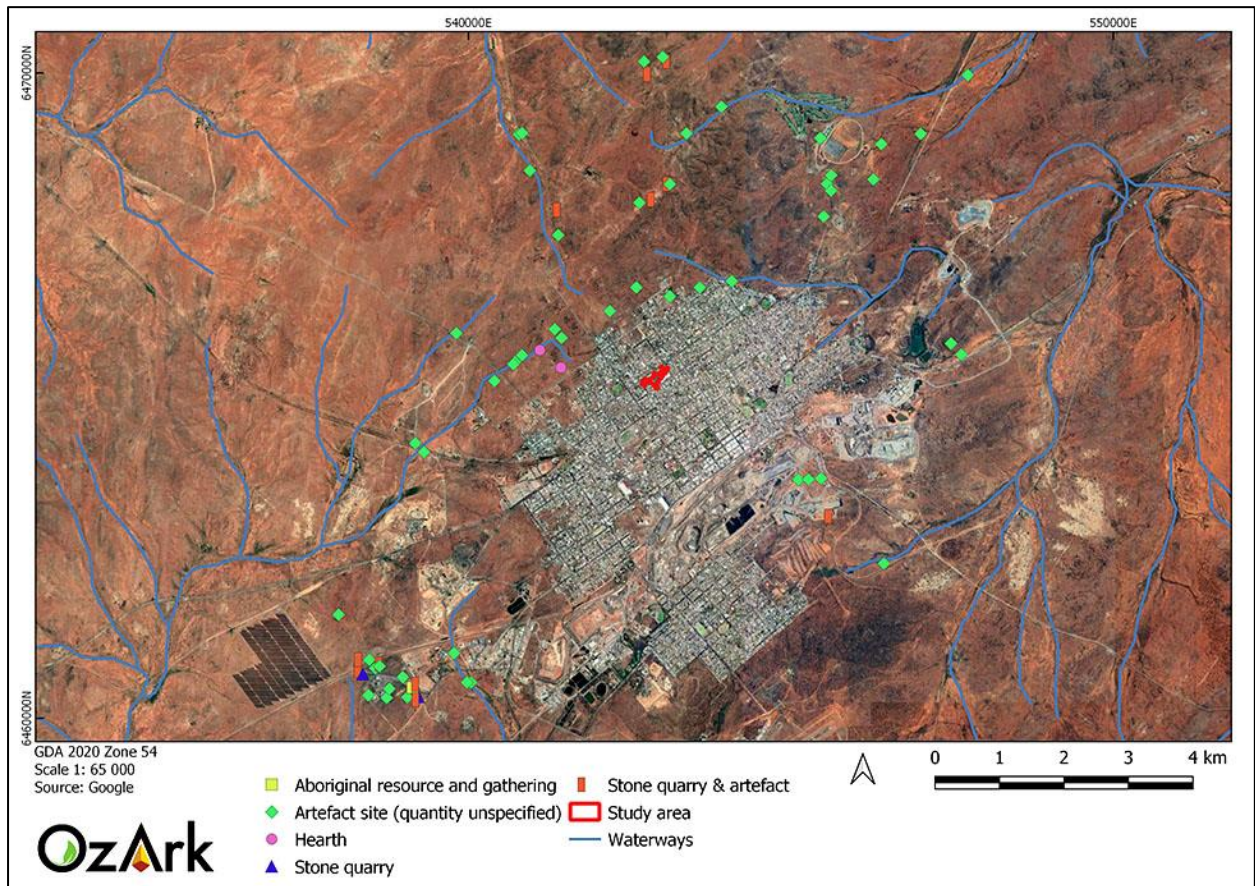 540000E 550000E
6470000N
6460000N
GDA 2020 Zone 54
Scale 1: 65 000
Source: Google
0 1 2 3 4 km
Aboriginal resource and gathering
Artefact site (quantity unspecified)
Hearth
Stone quarry
Stone quarry & artefact
Study area
Waterways
OzArk